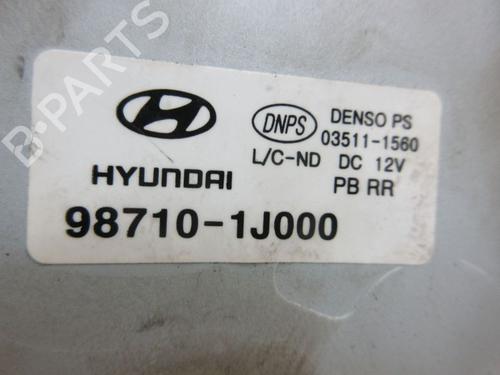 HYUNDAI
98710-1J000
DNPS DENSO PS
03511-1560
L/C-ND DC 12V
PB RR
B-PARTS